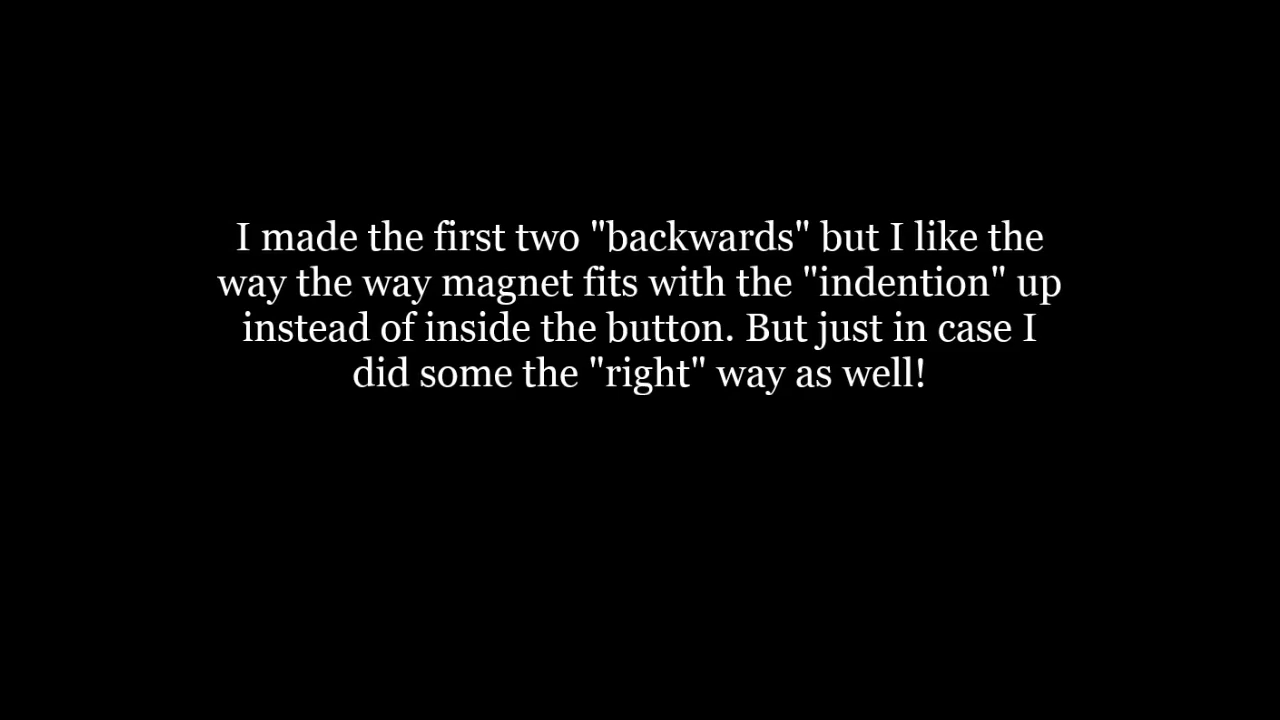 I made the first two "backwards" but I like the
way the way magnet fits with the "indention" up
instead of inside the button. But just in case I
did some the "right" way as well!